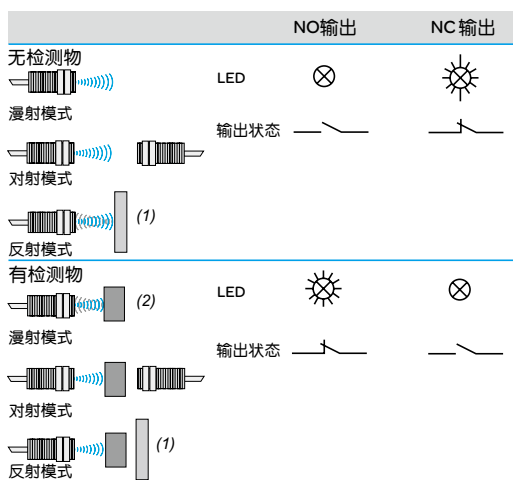 NO输出 NC 输出
无检测物
LED
漫射模式
输出状态
对射模式
(1)
反射模式
有检测物
(2)
LED
漫射模式
输出状态
对射模式
(1)
反射模式